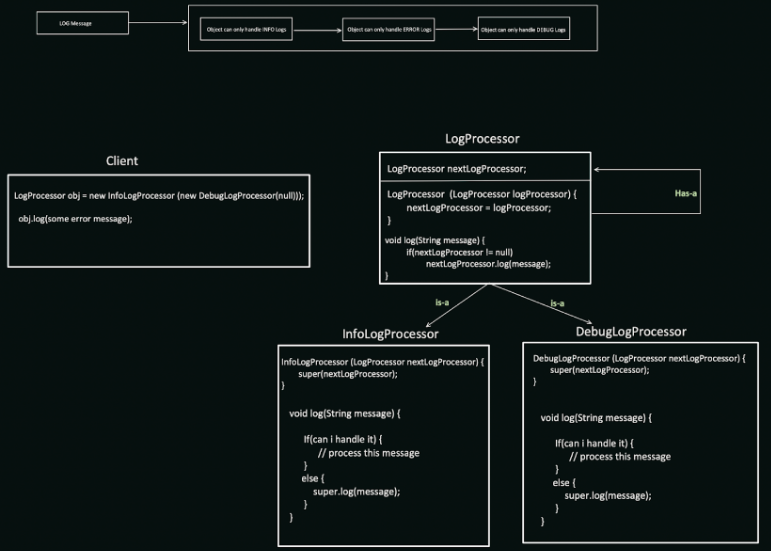 LOG Message
Object can only handle INFO Logs
Object can only handle ERROR Logs
Object can only handle DEBUG Logs
Client
LogProcessor obj = new InfoLogProcessor (new DebugLogProcessor(null)));
obj.log(some error message);
LogProcessor
LogProcessor nextLogProcessor;
LogProcessor (LogProcessor logProcessor) {
nextLogProcessor = logProcessor;
}
void log(String message) {
if(nextLogProcessor != null)
nextLogProcessor.log(message);
}
Has-a
is-a
is-a
InfoLogProcessor
InfoLogProcessor (LogProcessor nextLogProcessor) {
super(nextLogProcessor);
}
void log(String message) {
If(can i handle it) {
// process this message
}
else {
super.log(message);
}
}
DebugLogProcessor
DebugLogProcessor (LogProcessor nextLogProcessor) {
super(nextLogProcessor);
}
void log(String message) {
If(can i handle it) {
// process this message
}
else {
super.log(message);
}
}